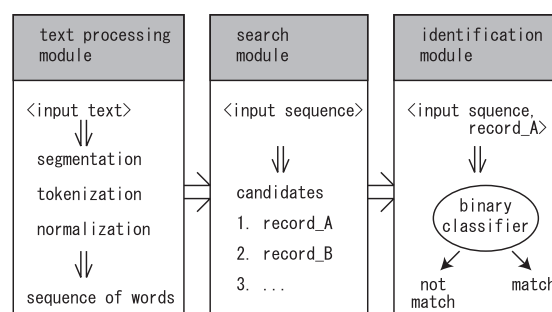 text processing
module
<input text>
segmentation
tokenization
normalization
sequence of words
search
module
<input sequence>
candidates
1. record_A
2. record_B
3. ...
identification
module
<input squence,
record_A>
binary
classifier
not
match
match